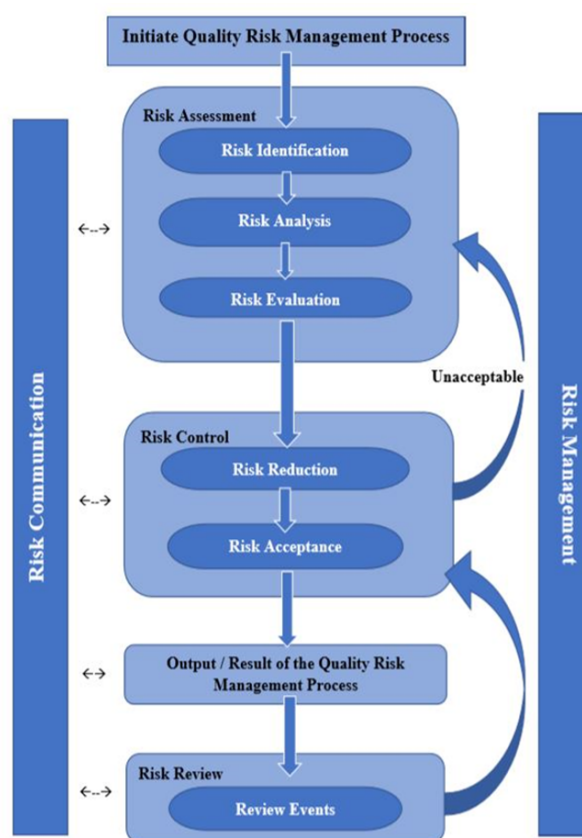 Initiate Quality Risk Management Process
Risk Assessment
Risk Identification
Risk Analysis
Risk Evaluation
Unacceptable
Risk Control
Risk Reduction
Risk Acceptance
Output / Result of the Quality Risk
Management Process
Risk Review
Review Events
Risk Communication
Risk Management